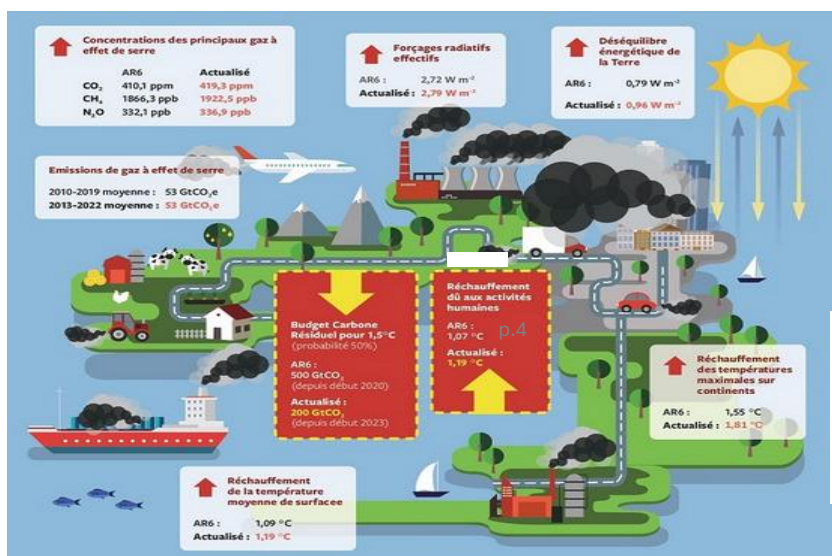 Concentrations des principaux gaz à
effet de serre
AR6 Actualisé
CO₂ 410,1 ppm 419,3 ppm
CH₄ 1866,3 ppb 1922,5 ppb
N₂O 332,1 ppb 336,9 ppb
Forçages radiatifs
effectifs
AR6 : 2,72 W m⁻²
Actualisé : 2,79 W m⁻²
Déséquilibre
énergétique de
la Terre
AR6 : 0,79 W m⁻²
Actualisé : 0,96 W m⁻²
Emissions de gaz à effet de serre
2010-2019 moyenne : 53 GtCO₂e
2013-2022 moyenne : 53 GtCO₂e
Budget Carbone
Résiduel pour 1,5°C
(probabilité 50%)
AR6 :
500 GtCO₂
(depuis début 2020)
Actualisé :
200 GtCO₂
(depuis début 2023)
Réchauffement
dû aux activités
humaines
AR6 :
1,07 °C
p.4
Actualisé :
1,19 °C
Réchauffement
des températures
maximales sur
continents
AR6 : 1,55 °C
Actualisé : 1,81 °C
Réchauffement
de la température
moyenne de surfacee
AR6 : 1,09 °C
Actualisé : 1,19 °C